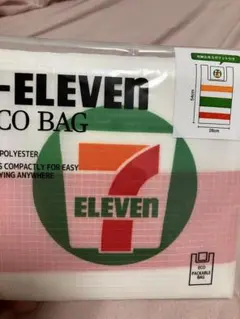 -ELEVEN
CO BAG
POLYESTER
S COMPACTLY FOR EASY
YING ANYWHERE
7
ELEVEN
ECO
PACKABLE
BAG